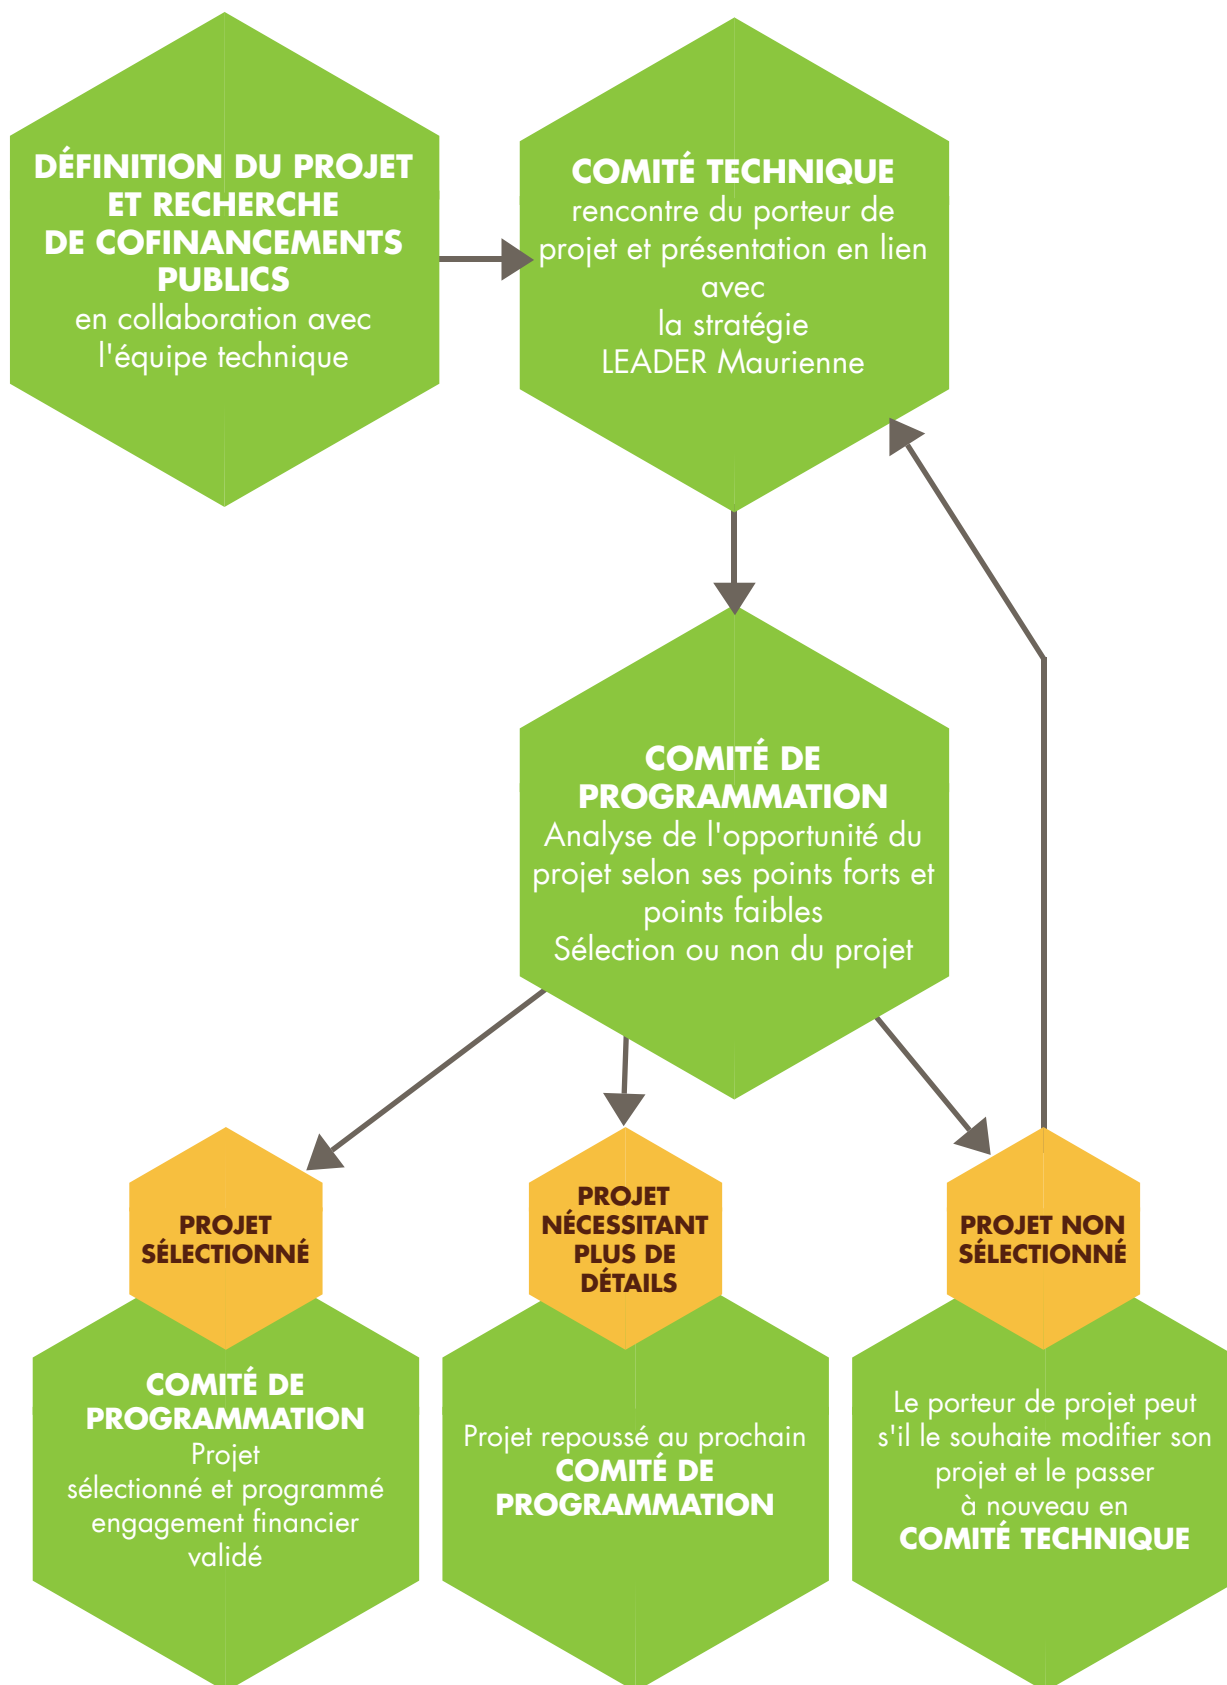 DÉFINITION DU PROJET
ET RECHERCHE
DE COFINANCEMENTS
PUBLICS
en collaboration avec
l'équipe technique
COMITÉ TECHNIQUE
rencontre du porteur de
projet et présentation en lien
avec
la stratégie
LEADER Maurienne
COMITÉ DE
PROGRAMMATION
Analyse de l'opportunité du
projet selon ses points forts et
points faibles
Sélection ou non du projet
PROJET
SÉLECTIONNÉ
COMITÉ DE
PROGRAMMATION
Projet
sélectionné et programmé
engagement financier
validé
PROJET
NÉCESSITANT
PLUS DE
DÉTAILS
Projet repoussé au prochain
COMITÉ DE
PROGRAMMATION
PROJET NON
SÉLECTIONNÉ
Le porteur de projet peut
s'il le souhaite modifier son
projet et le passer
à nouveau en
COMITÉ TECHNIQUE